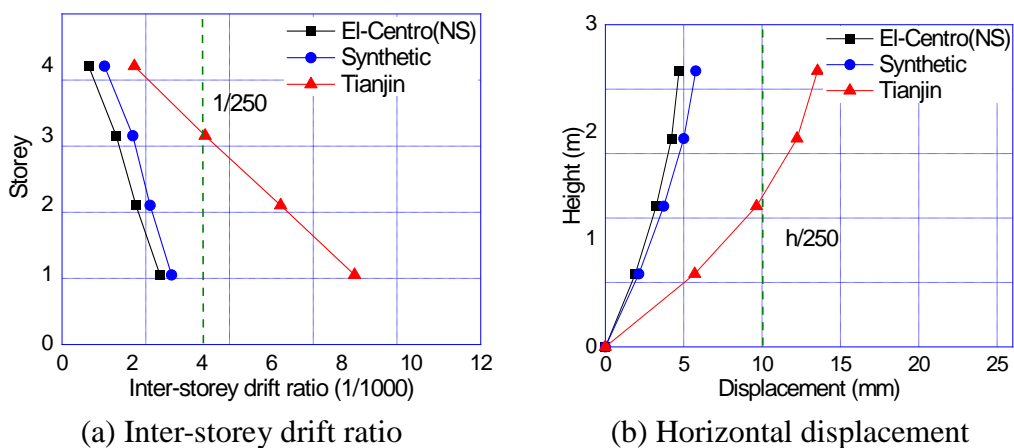 El-Centro(NS)
Synthetic
Tianjin
1/250
Storey
4
3
2
1
0
0 2 4 6 8 10 12
Inter-storey drift ratio (1/1000)
(a) Inter-storey drift ratio
El-Centro(NS)
Synthetic
Tianjin
h/250
Height (m)
3
2
1
0
0 5 10 15 20 25
Displacement (mm)
(b) Horizontal displacement